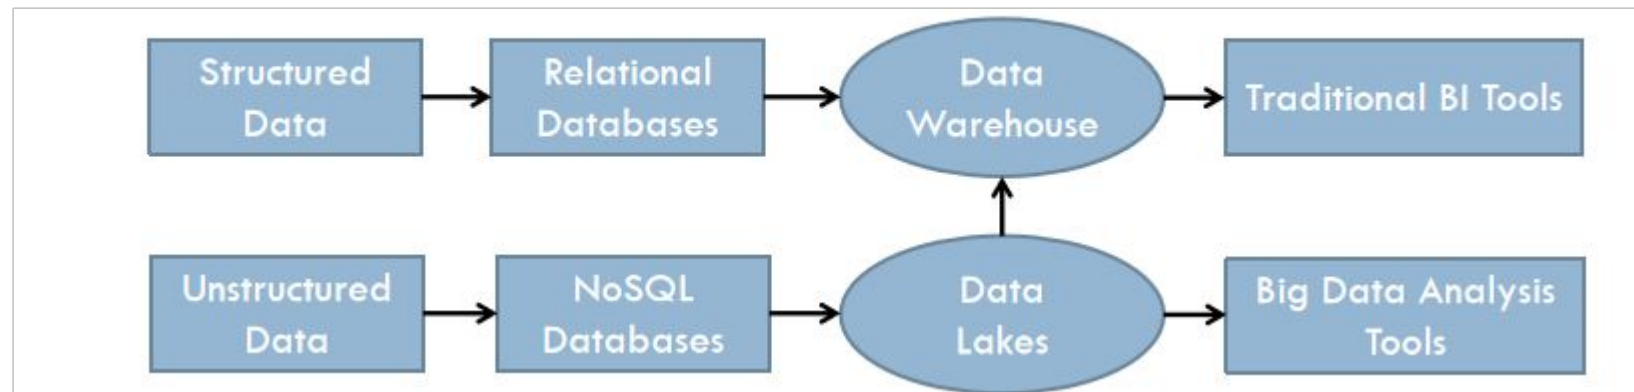 Structured
Data
Relational
Databases
Data
Warehouse
Traditional BI Tools
Unstructured
Data
NoSQL
Databases
Data
Lakes
Big Data Analysis
Tools